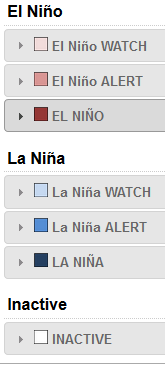 El Niño
El Niño WATCH
El Niño ALERT
EL NIÑO
La Niña
La Niña WATCH
La Niña ALERT
LA NIÑA
Inactive
INACTIVE